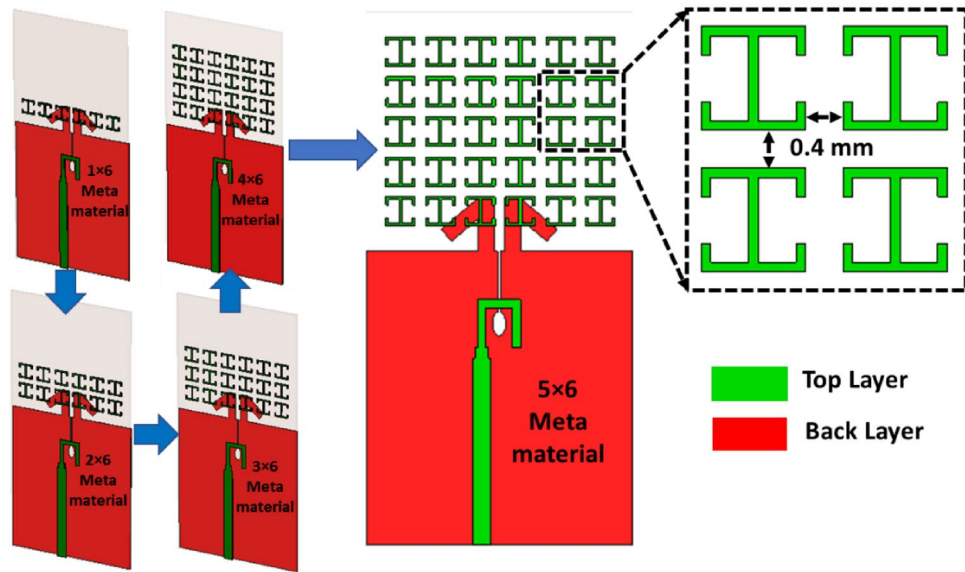 1×6
Meta
material
4×6
Meta
material
2×6
Meta
material
3×6
Meta
material
5×6
Meta
material
0.4 mm
Top Layer
Back Layer